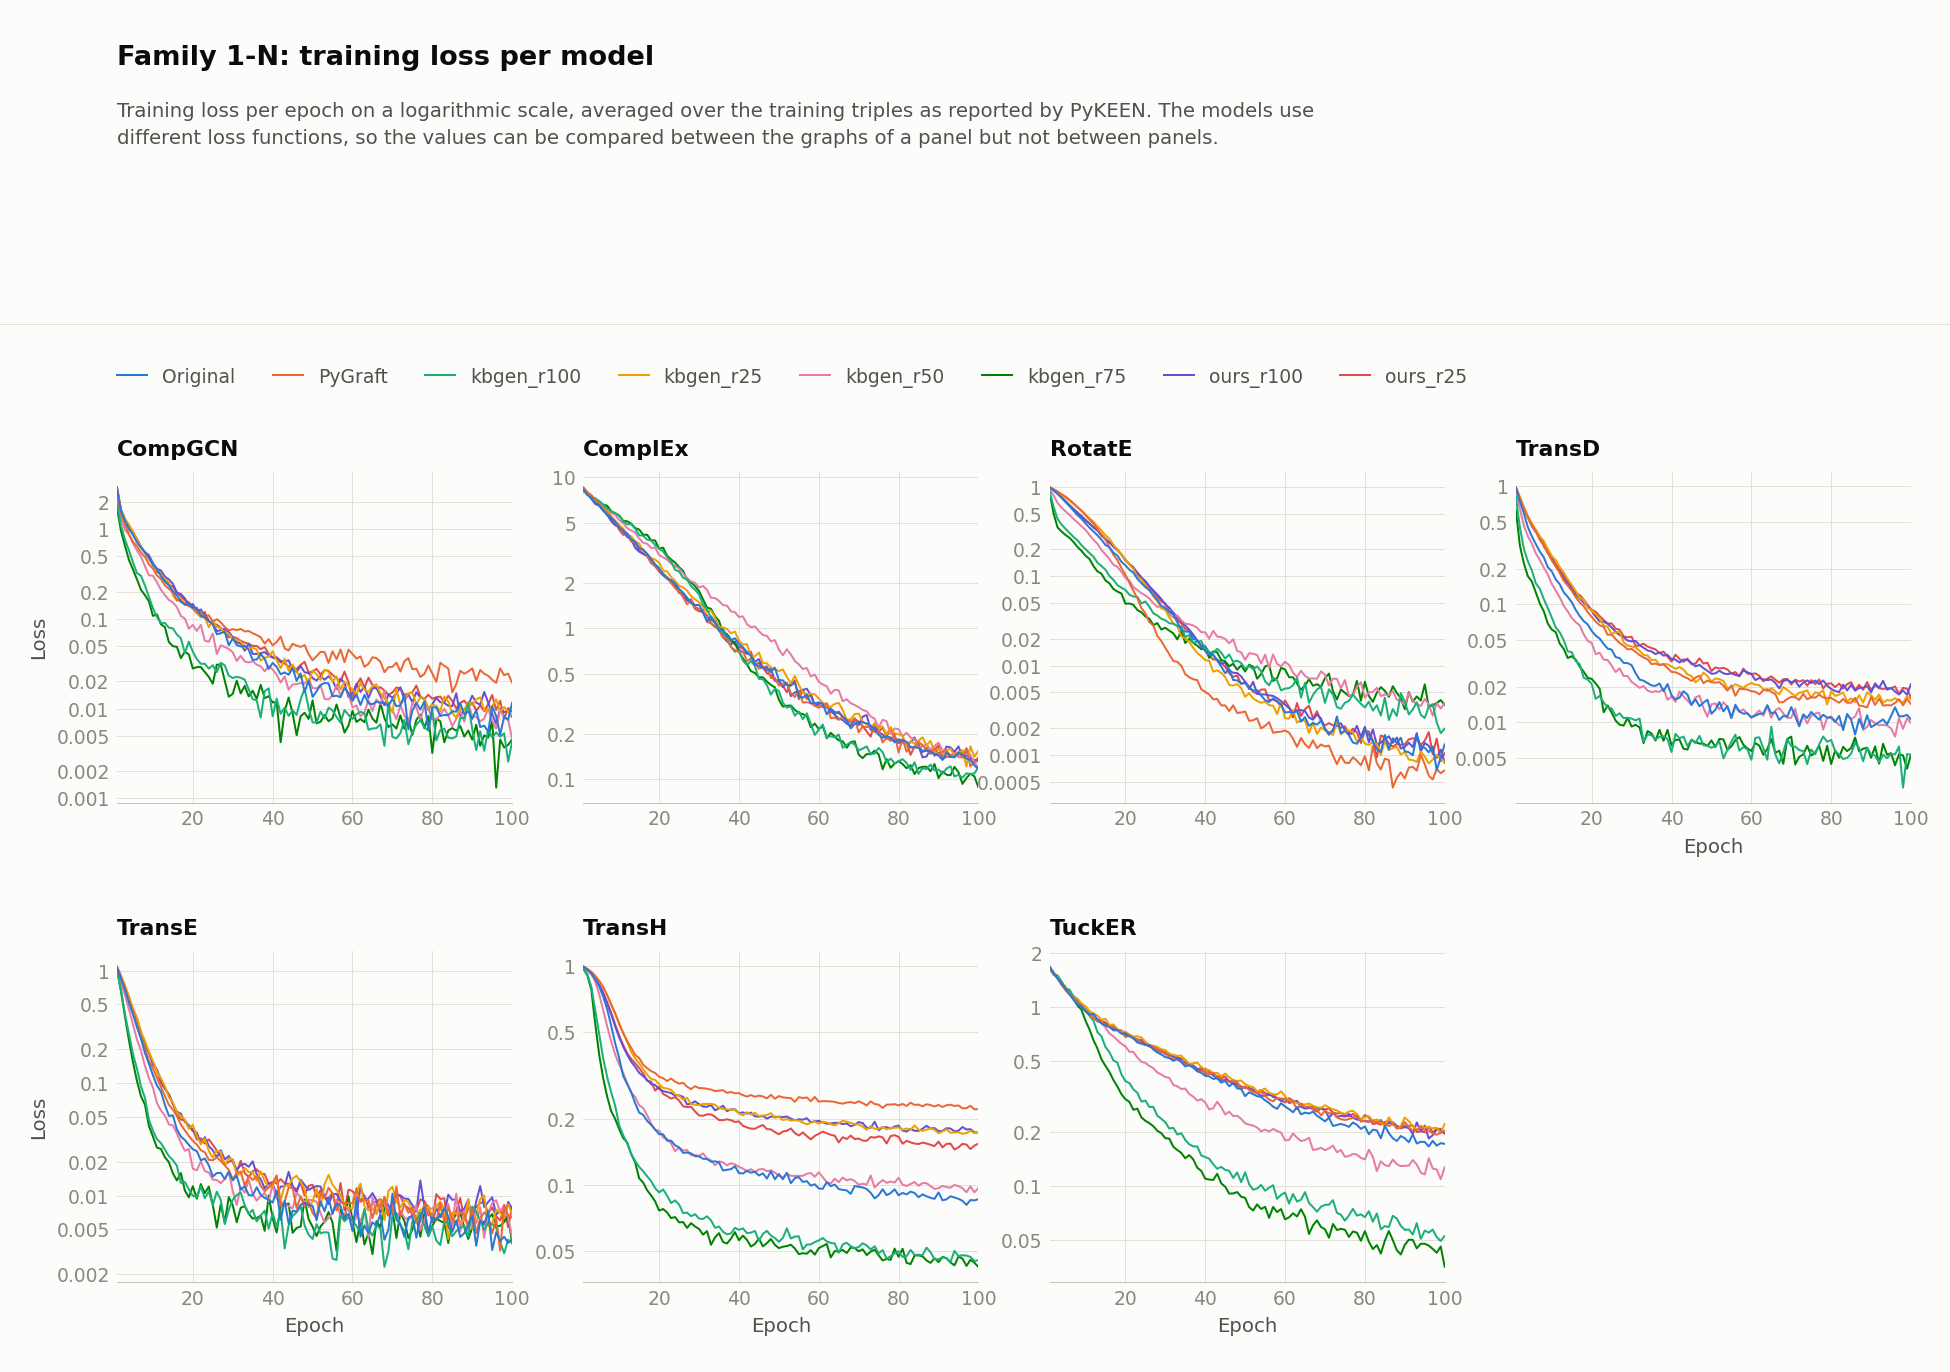 Family 1-N: training loss per model
Training loss per epoch on a logarithmic scale, averaged over the training triples as reported by PyKEEN. The models use
different loss functions, so the values can be compared between the graphs of a panel but not between panels.
Original PyGraft kbgen_r100 kbgen_r25 kbgen_r50 kbgen_r75 ours_r100 ours_r25
CompGCN
Loss
2
1
0.5
0.2
0.1
0.05
0.02
0.01
0.005
0.002
0.001
20 40 60 80 100
ComplEx
10
5
2
1
0.5
0.2
0.1
20 40 60 80 100
RotatE
1
0.5
0.2
0.1
0.05
0.02
0.01
0.005
0.002
0.001
0.0005
20 40 60 80 100
TransD
1
0.5
0.2
0.1
0.05
0.02
0.01
0.005
20 40 60 80 100
Epoch
TransE
Loss
1
0.5
0.2
0.1
0.05
0.02
0.01
0.005
0.002
20 40 60 80 100
Epoch
TransH
1
0.5
0.2
0.1
0.05
20 40 60 80 100
Epoch
TuckER
2
1
0.5
0.2
0.1
0.05
20 40 60 80 100
Epoch